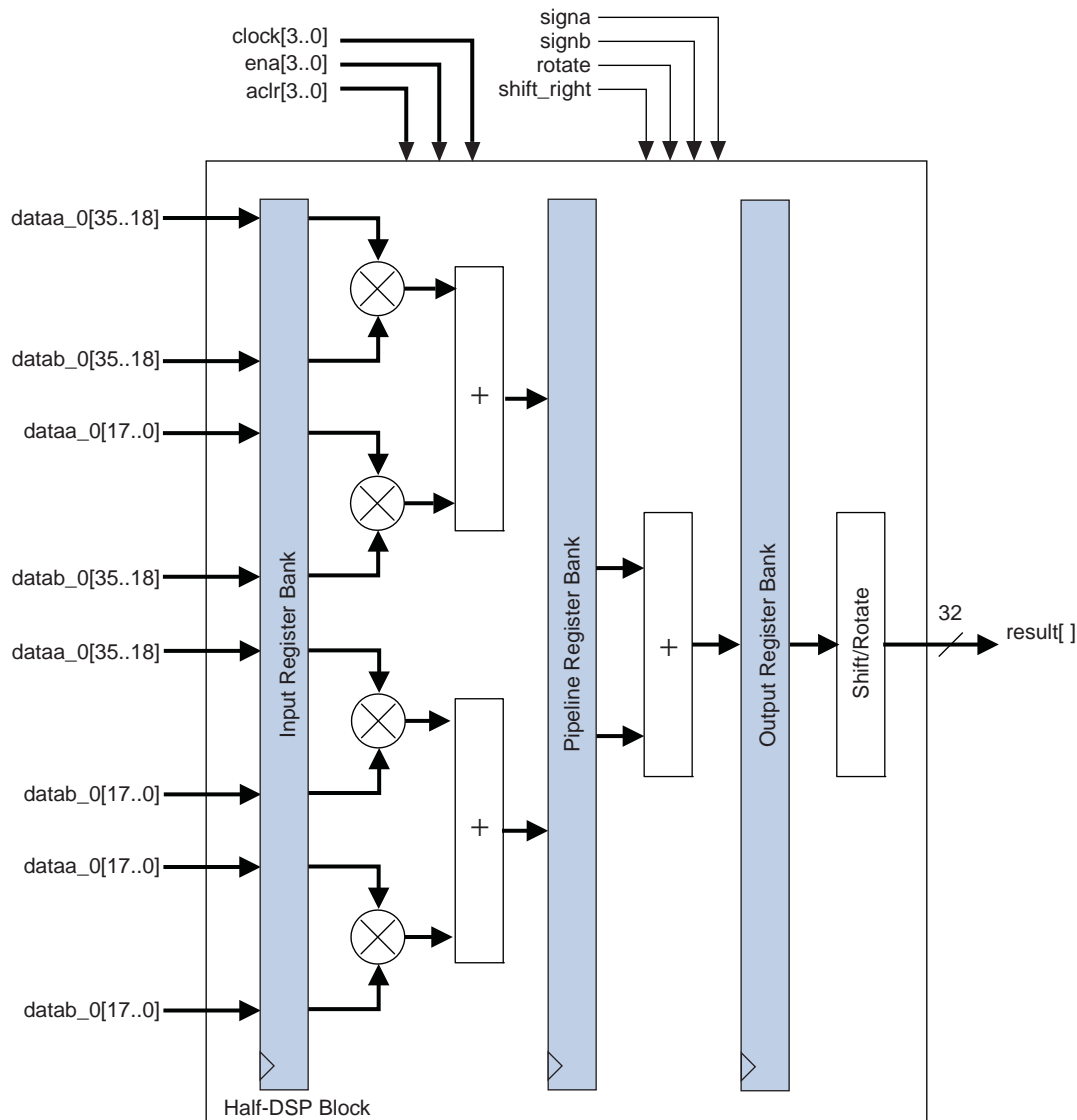 clock[3..0]
ena[3..0]
aclr[3..0]
signa
signb
rotate
shift_right
dataa_0[35..18]
datab_0[35..18]
dataa_0[17..0]
datab_0[35..18]
dataa_0[35..18]
datab_0[17..0]
dataa_0[17..0]
datab_0[17..0]
Input Register Bank
+
+
Pipeline Register Bank
+
Output Register Bank
Shift/Rotate
32
result[ ]
Half-DSP Block